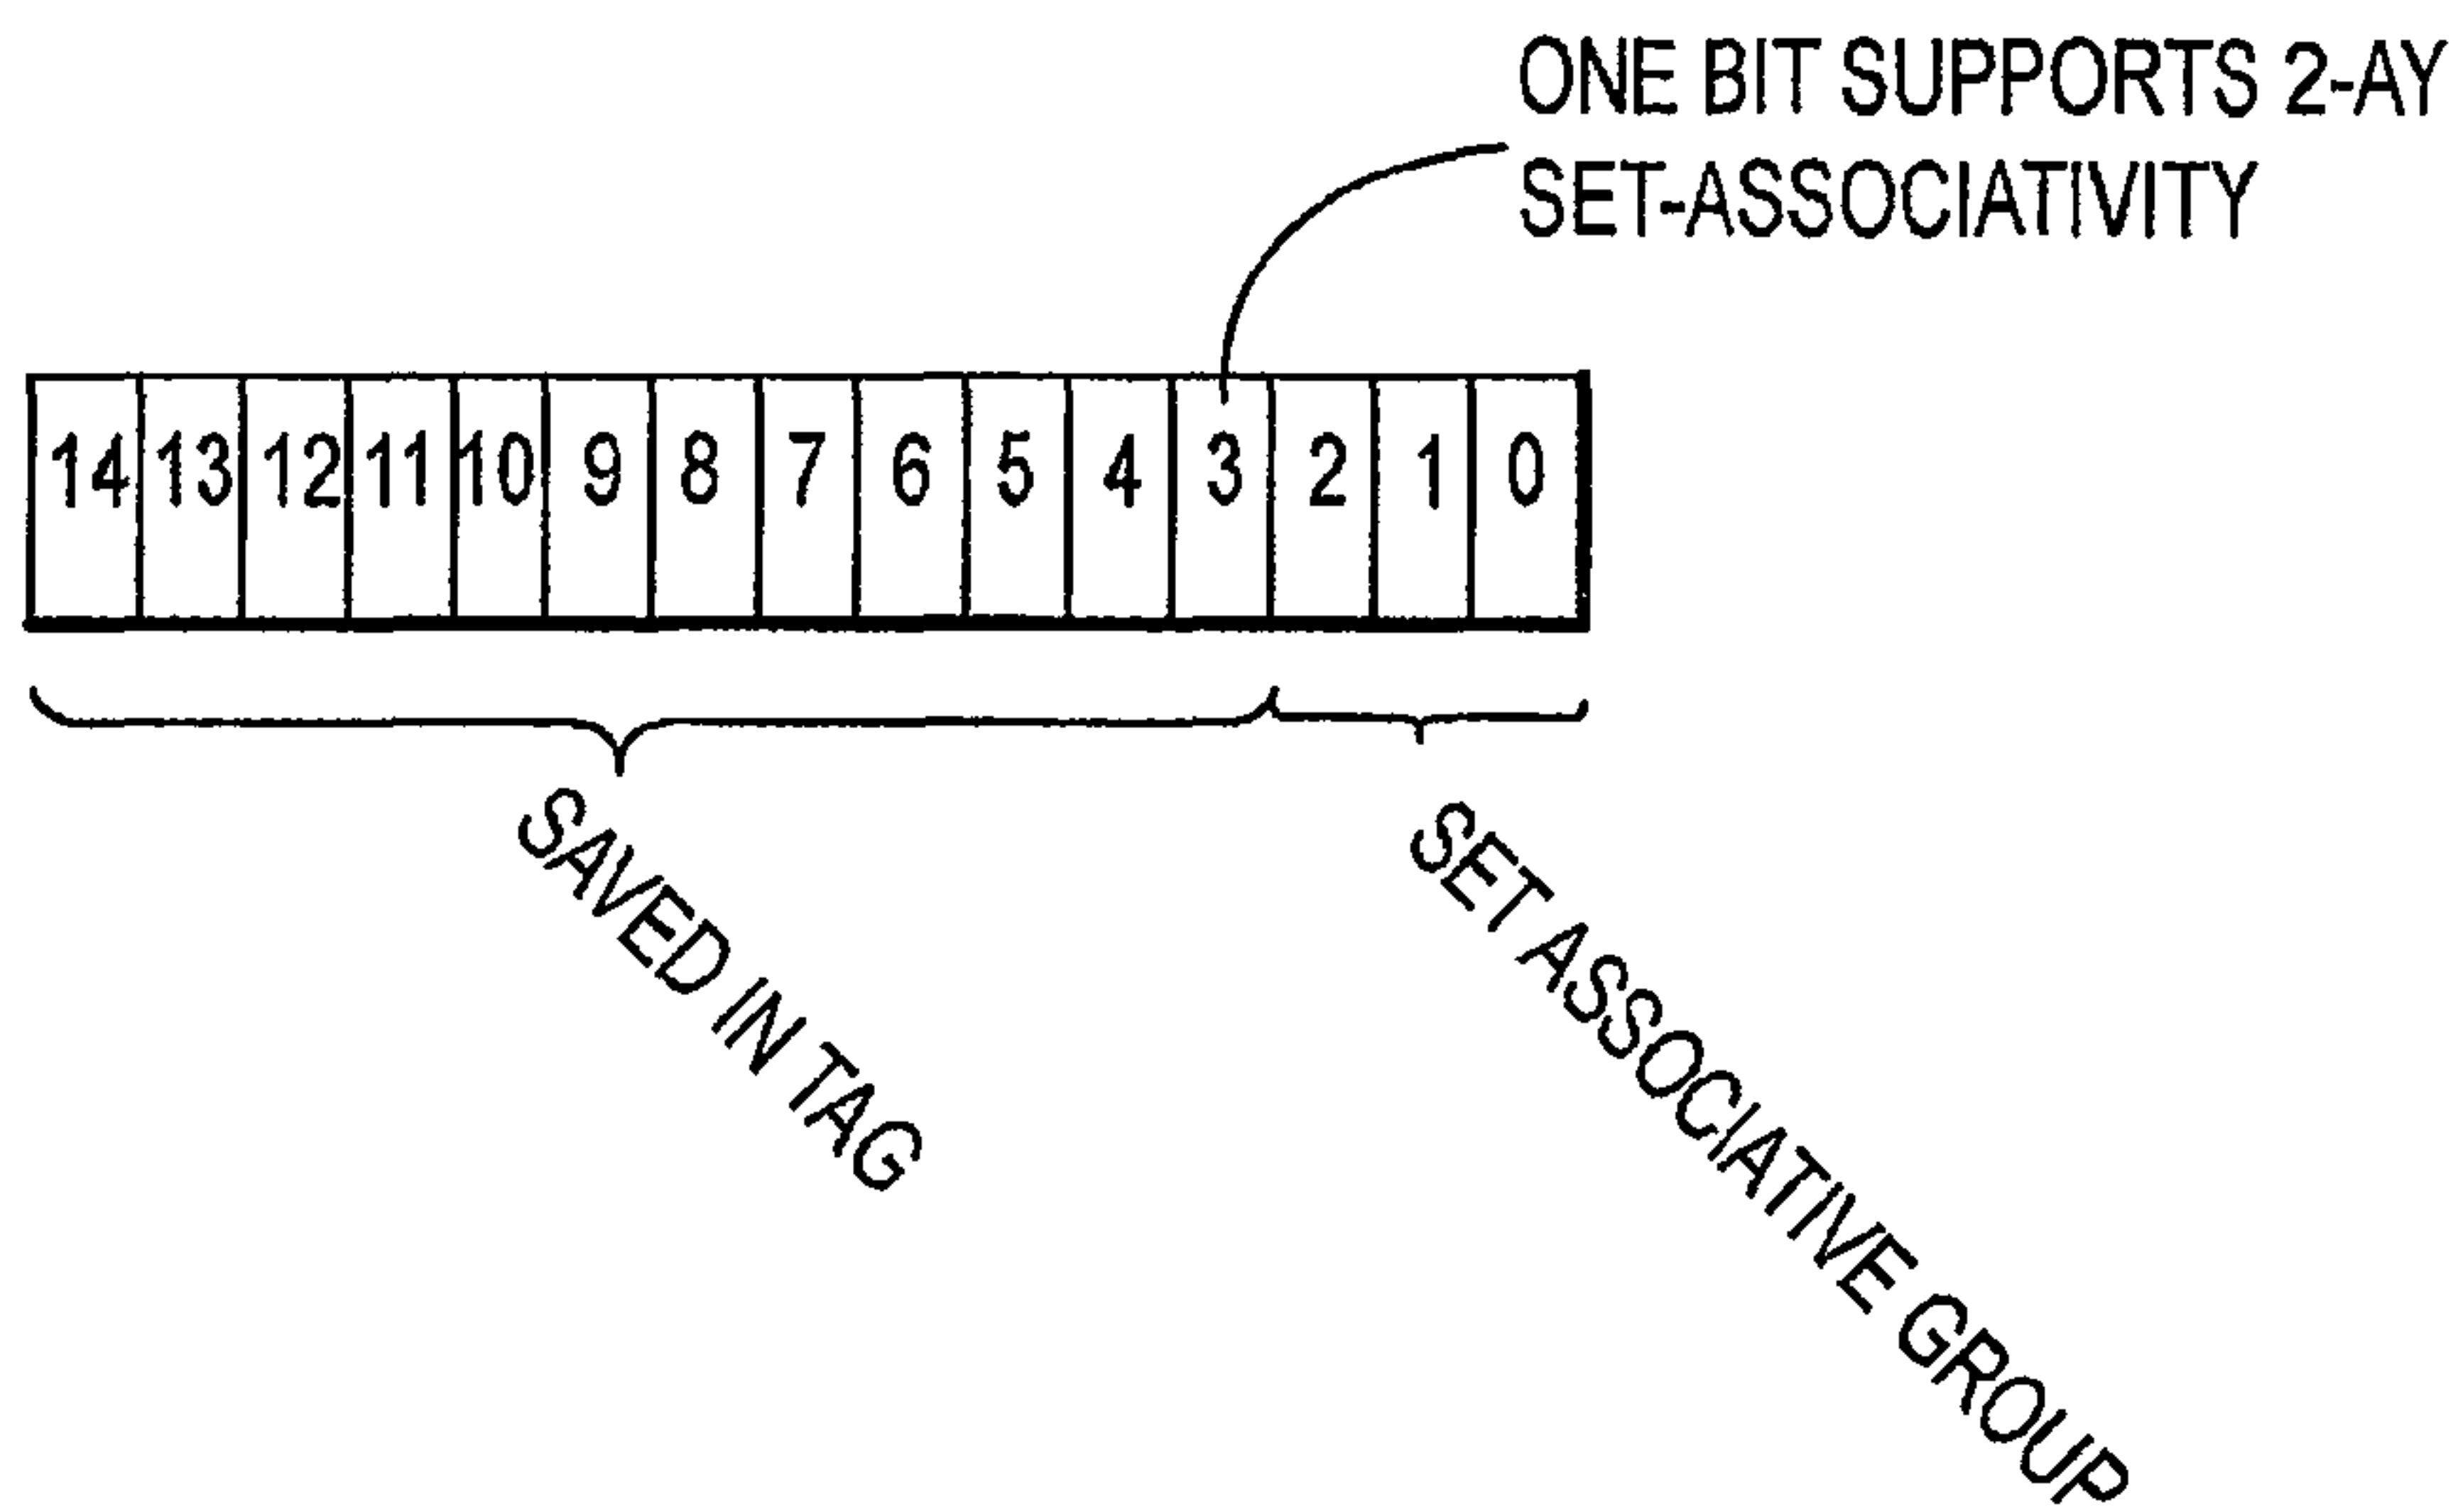 ONE BIT SUPPORTS 2-AY
SET-ASSOCIATIVITY
14 13 12 11 10 9 8 7 6 5 4 3 2 1 0
SAVED IN TAG
SET ASSOCIATIVE GROUP